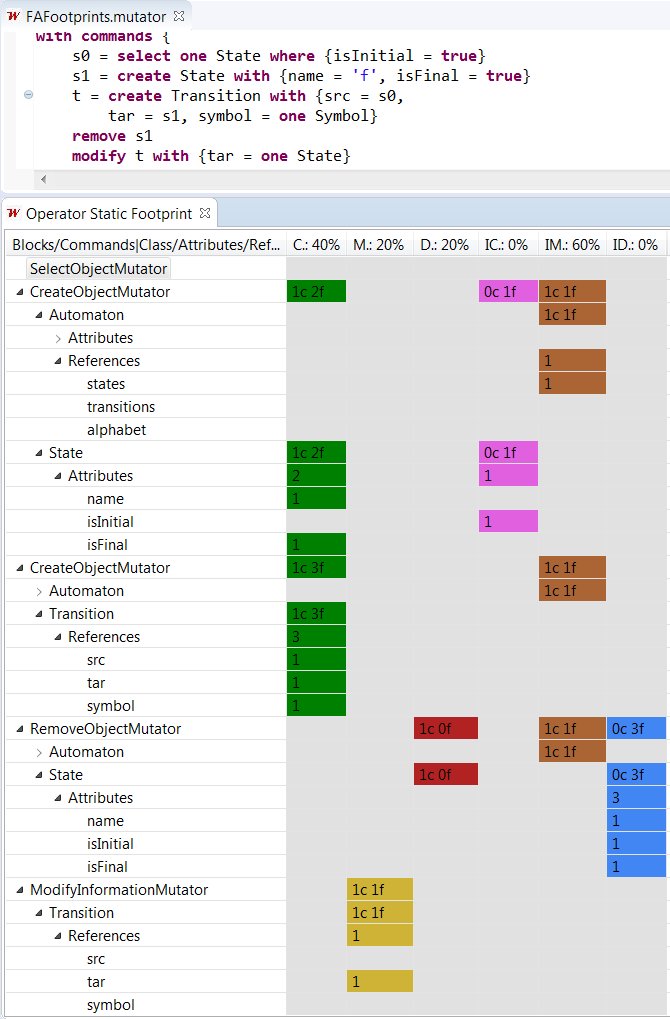 FAFootprints.mutator
with commands {
s0 = select one State where {isInitial = true}
s1 = create State with {name = 'f', isFinal = true}
t = create Transition with {src = s0,
tar = s1, symbol = one Symbol}
remove s1
modify t with {tar = one State}
Operator Static Footprint
Blocks/Commands|Class/Attributes/Ref... C.: 40% M.: 20% D.: 20% IC.: 0% IM.: 60% ID.: 0%
SelectObjectMutator
CreateObjectMutator 1c 2f 0c 1f 1c 1f
Automaton 1c 1f
Attributes
References 1
states 1
transitions
alphabet
State 1c 2f 0c 1f
Attributes 2 1
name 1
isInitial 1
isFinal 1
CreateObjectMutator 1c 3f 1c 1f
Automaton 1c 1f
Transition 1c 3f
References 3
src 1
tar 1
symbol 1
RemoveObjectMutator 1c 0f 1c 1f 0c 3f
Automaton 1c 1f
State 1c 0f 0c 3f
Attributes 3
name 1
isInitial 1
isFinal 1
ModifyInformationMutator 1c 1f
Transition 1c 1f
References 1
src
tar 1
symbol